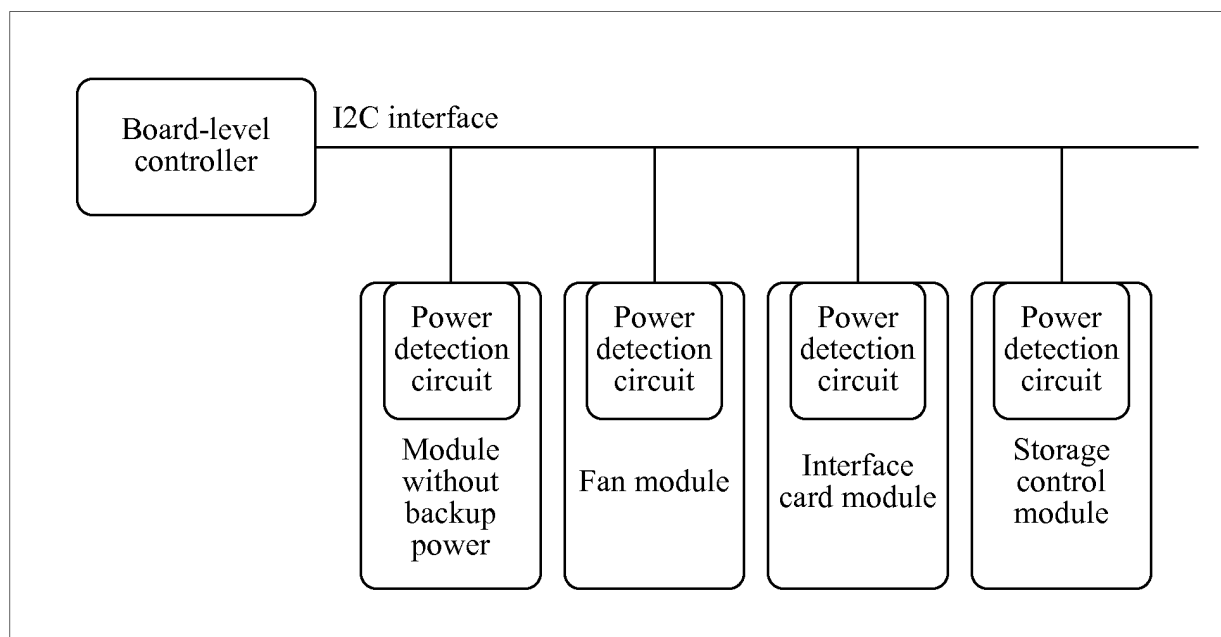 Board-level
controller
I2C interface
Power
detection
circuit
Module
without
backup
power
Power
detection
circuit
Fan module
Power
detection
circuit
Interface
card module
Power
detection
circuit
Storage
control
module